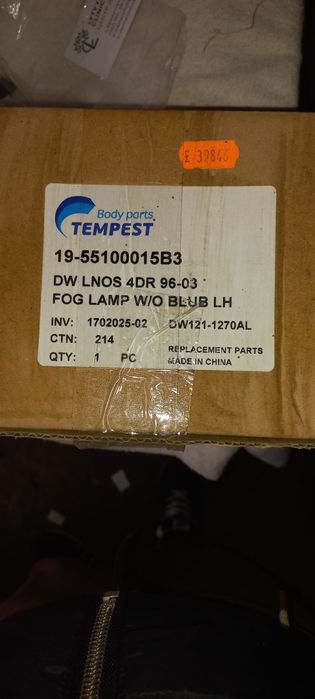 E 39846
Body parts
TEMPEST
19-55100015B3
DW LNOS 4DR 96-03
FOG LAMP W/O BLUB LH
INV: 1702025-02 DW121-1270AL
CTN: 214
QTY: 1 PC
REPLACEMENT PARTS
MADE IN CHINA